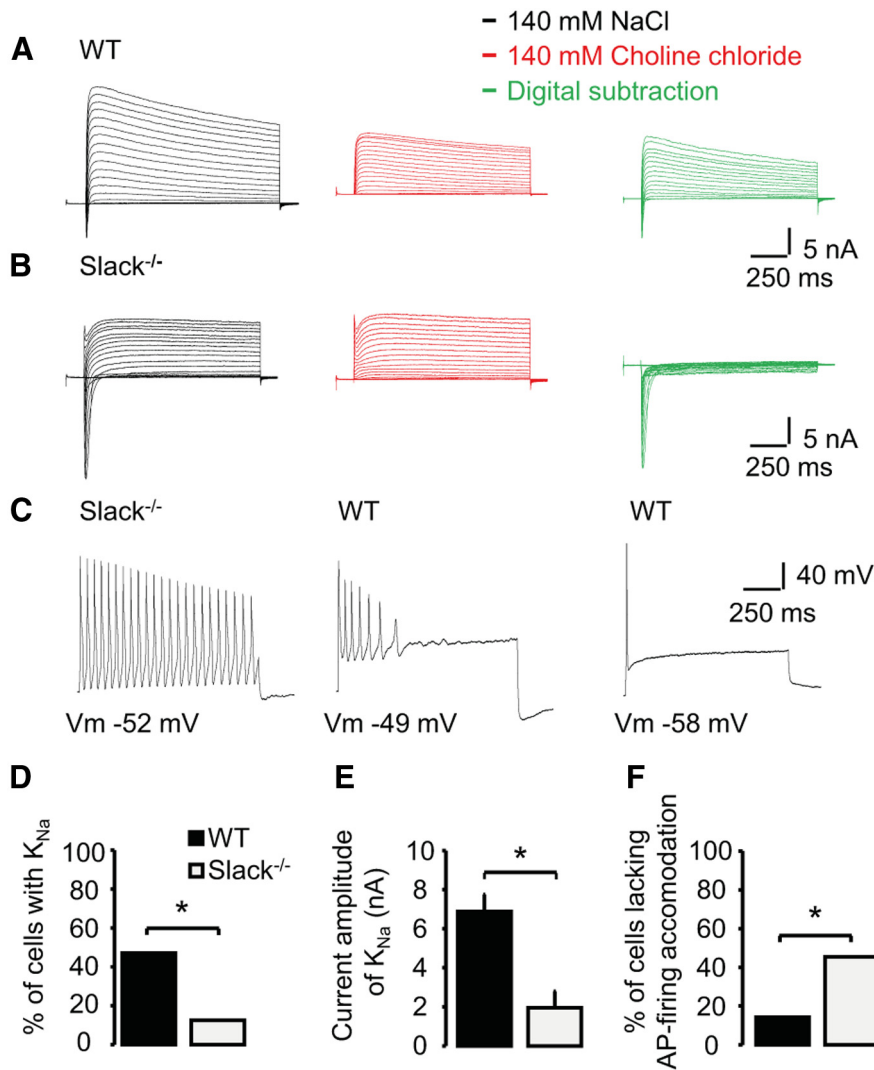 A
WT
140 mM NaCl
140 mM Choline chloride
Digital subtraction
5 nA
250 ms
B
Slack-/-
5 nA
250 ms
C
Slack-/-
WT
WT
40 mV
250 ms
Vm -52 mV
Vm -49 mV
Vm -58 mV
D
% of cells with KNa
100
80
60
40
20
0
WT
Slack-/-
*
E
Current amplitude
of KNa (nA)
10
8
6
4
2
0
*
F
% of cells lacking
AP-firing accomodation
100
80
60
40
20
0
*